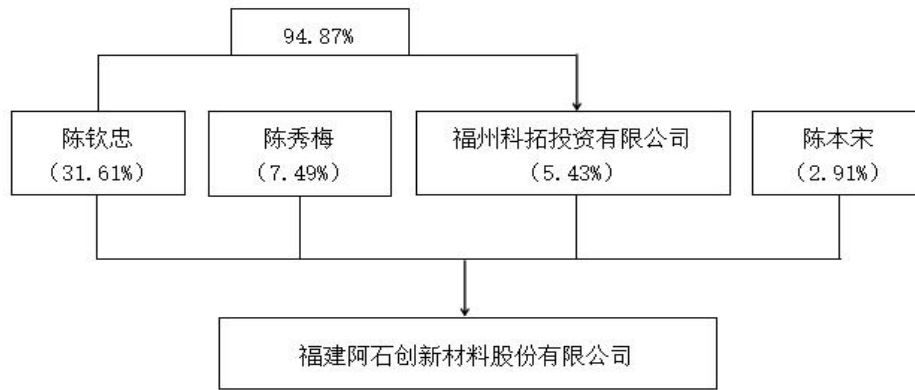 94.87%
陈钦忠
（31.61%）
陈秀梅
（7.49%）
福州科拓投资有限公司
（5.43%）
陈本宋
（2.91%）
福建阿石创新材料股份有限公司